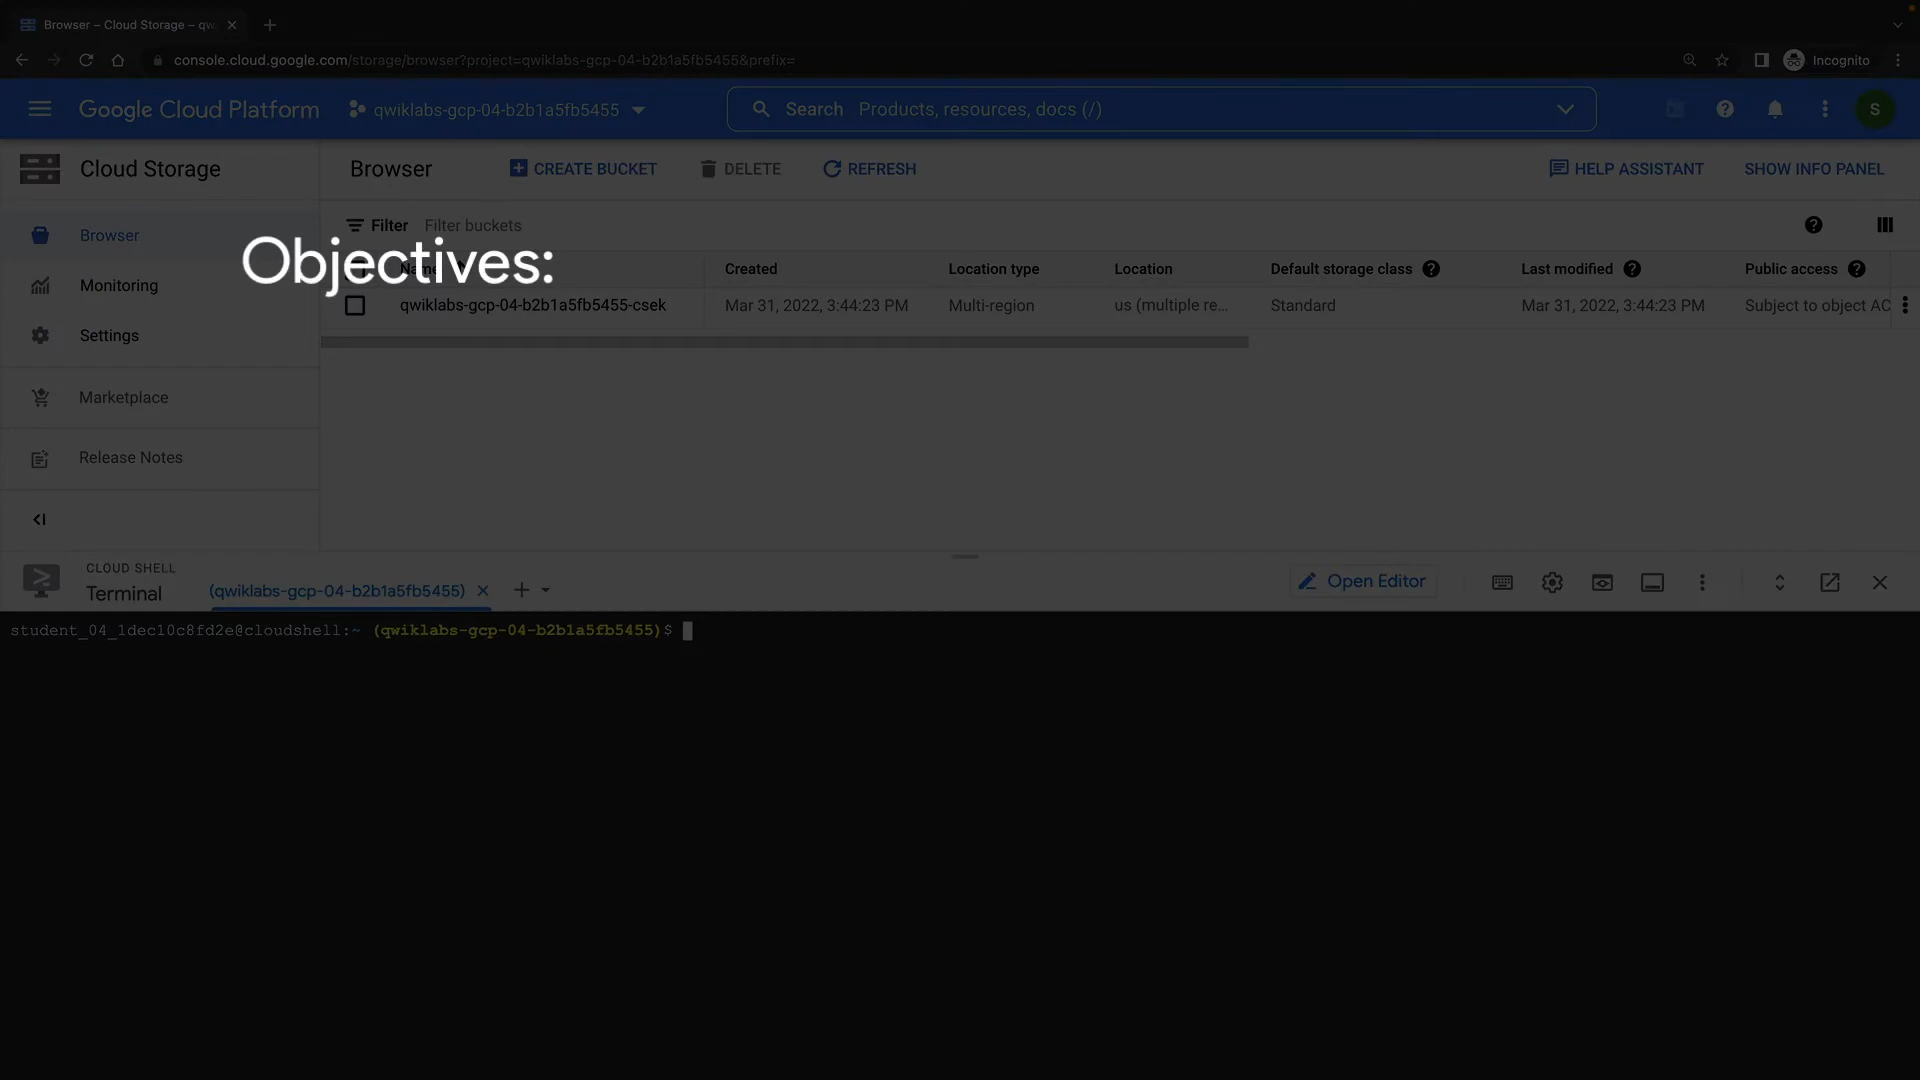 Browser – Cloud Storage – qw
console.cloud.google.com/storage/browser?project=qwiklabs-gcp-04-b2b1a5fb5455&prefix=
Incognito
Google Cloud Platform
qwiklabs-gcp-04-b2b1a5fb5455
Search Products, resources, docs (/)
S
Cloud Storage
Browser
CREATE BUCKET
DELETE
REFRESH
HELP ASSISTANT
SHOW INFO PANEL
Browser
Monitoring
Settings
Marketplace
Release Notes
Filter Filter buckets
Objectives:
Name Created Location type Location Default storage class Last modified Public access
qwiklabs-gcp-04-b2b1a5fb5455-csek Mar 31, 2022, 3:44:23 PM Multi-region us (multiple re... Standard Mar 31, 2022, 3:44:23 PM Subject to object AC
CLOUD SHELL
Terminal
(qwiklabs-gcp-04-b2b1a5fb5455)
Open Editor
student_04_1dec10c8fd2e@cloudshell:~ (qwiklabs-gcp-04-b2b1a5fb5455)$